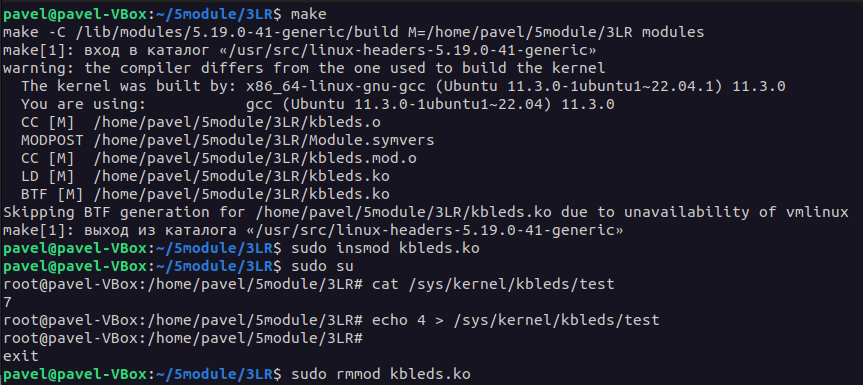 pavel@pavel-VBox:~/5module/3LR$ make
make -C /lib/modules/5.19.0-41-generic/build M=/home/pavel/5module/3LR modules
make[1]: вход в каталог «/usr/src/linux-headers-5.19.0-41-generic»
warning: the compiler differs from the one used to build the kernel
  The kernel was built by: x86_64-linux-gnu-gcc (Ubuntu 11.3.0-1ubuntu1~22.04.1) 11.3.0
  You are using:           gcc (Ubuntu 11.3.0-1ubuntu1~22.04) 11.3.0
  CC [M]  /home/pavel/5module/3LR/kbleds.o
  MODPOST /home/pavel/5module/3LR/Module.symvers
  CC [M]  /home/pavel/5module/3LR/kbleds.mod.o
  LD [M]  /home/pavel/5module/3LR/kbleds.ko
  BTF [M] /home/pavel/5module/3LR/kbleds.ko
Skipping BTF generation for /home/pavel/5module/3LR/kbleds.ko due to unavailability of vmlinux
make[1]: выход из каталога «/usr/src/linux-headers-5.19.0-41-generic»
pavel@pavel-VBox:~/5module/3LR$ sudo insmod kbleds.ko
pavel@pavel-VBox:~/5module/3LR$ sudo su
root@pavel-VBox:/home/pavel/5module/3LR# cat /sys/kernel/kbleds/test
7
root@pavel-VBox:/home/pavel/5module/3LR# echo 4 > /sys/kernel/kbleds/test
root@pavel-VBox:/home/pavel/5module/3LR#
exit
pavel@pavel-VBox:~/5module/3LR$ sudo rmmod kbleds.ko